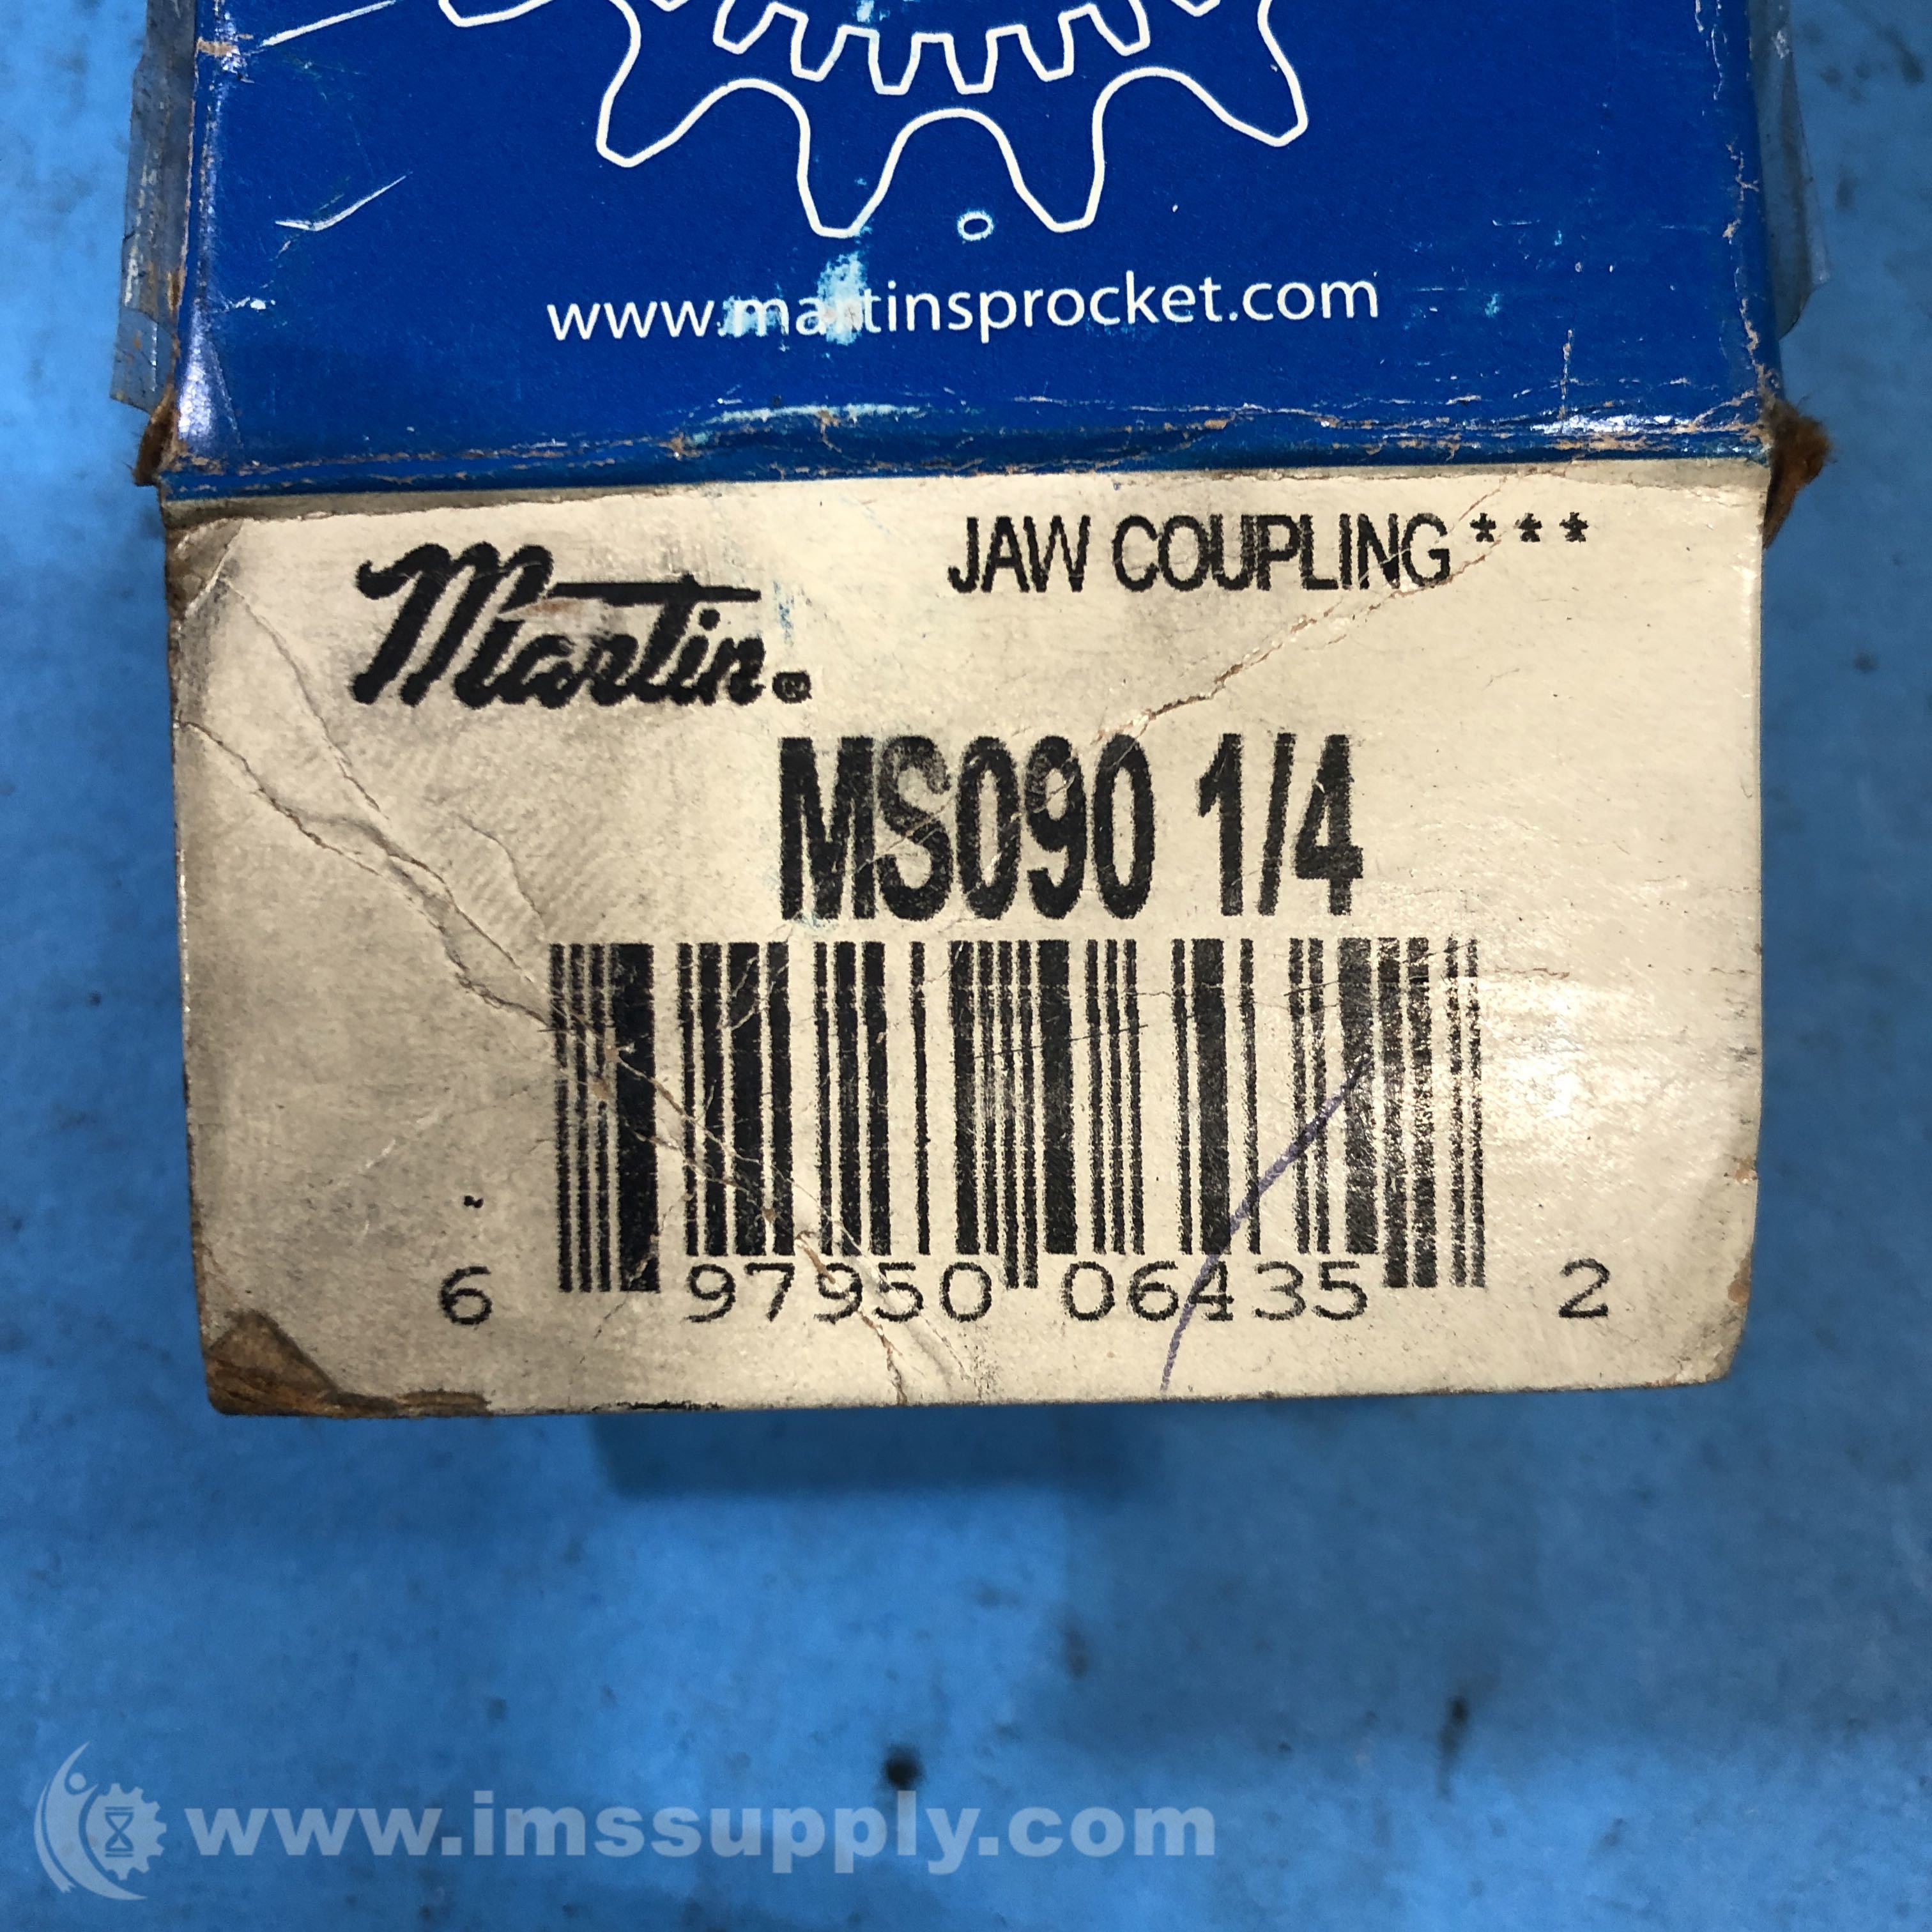 www.martinsprocket.com
Martin®
JAW COUPLING***
MS090 1/4
6 97950 06435 2
www.imssupply.com